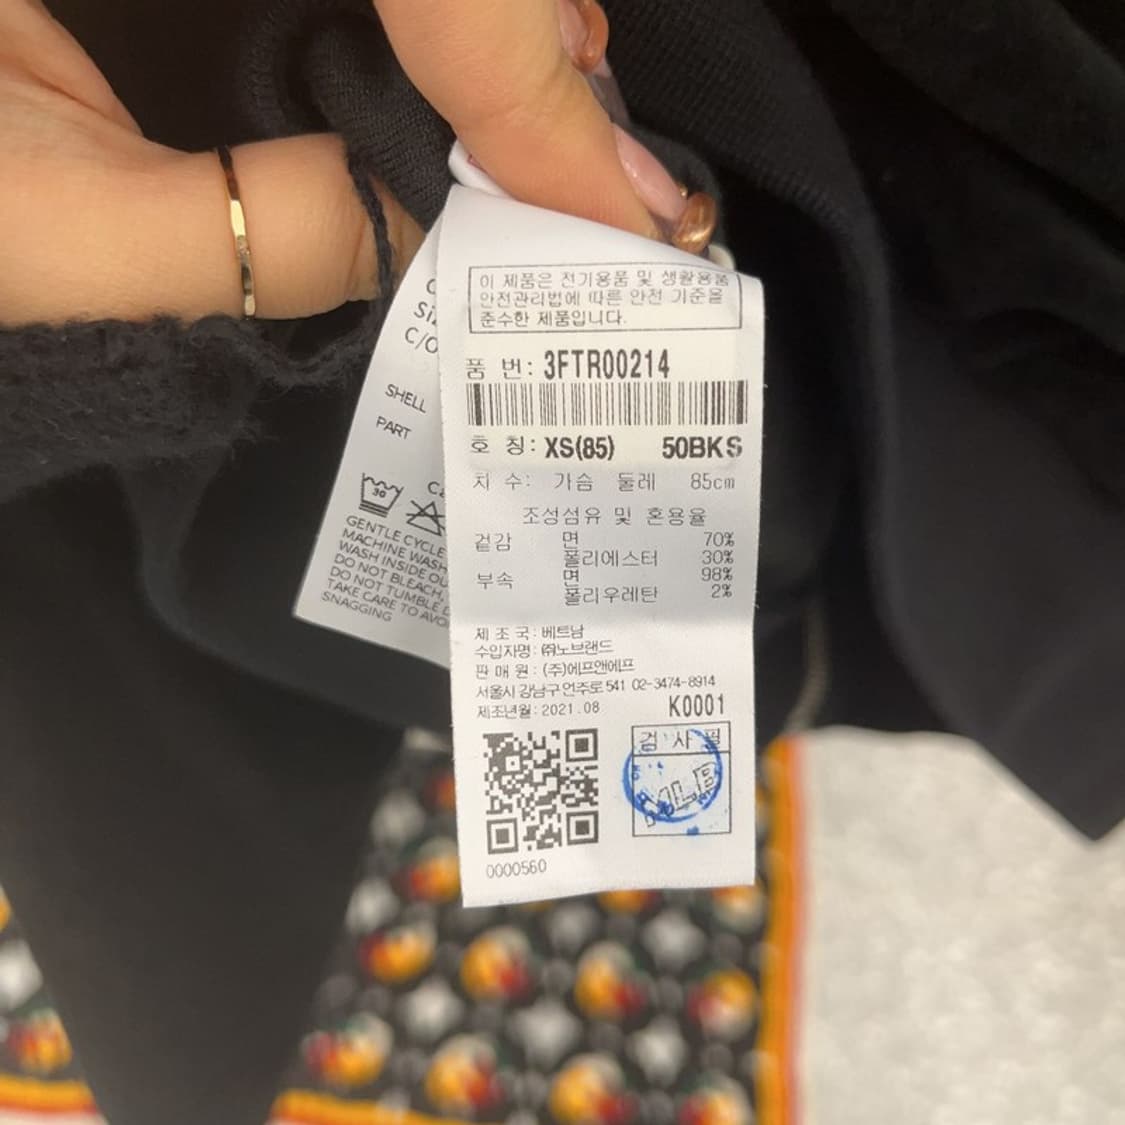 이 제품은 전기용품 및 생활용품
안전관리법에 따른 안전 기준을
준수한 제품입니다.
품 번: 3FTR00214
호 칭: XS(85) 50BKS
치 수: 가슴 둘레 85cm
조성섬유 및 혼용율
겉감 면 70%
폴리에스터 30%
부속 면 98%
폴리우레탄 2%
제 조 국: 베트남
수입자명: ㈜노브랜드
판 매 원: (주)에프앤에프
서울시 강남구 언주로 541 02-3474-8914
제조년월: 2021.08 K0001
검 사 필
MLB
0000560
C/O
SHELL
PART
30
GENTLE CYCLE
MACHINE WASH
WASH INSIDE OU
DO NOT BLEACH,
DO NOT TUMBLE D
TAKE CARE TO AVO
SNAGGING